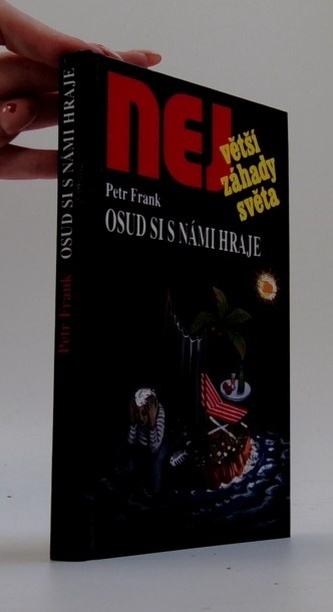 NEJ
větší
záhady
světa
Petr Frank
OSUD SI S NÁMI HRAJE
Petr Frank OSUD SI S NÁMI HRAJE